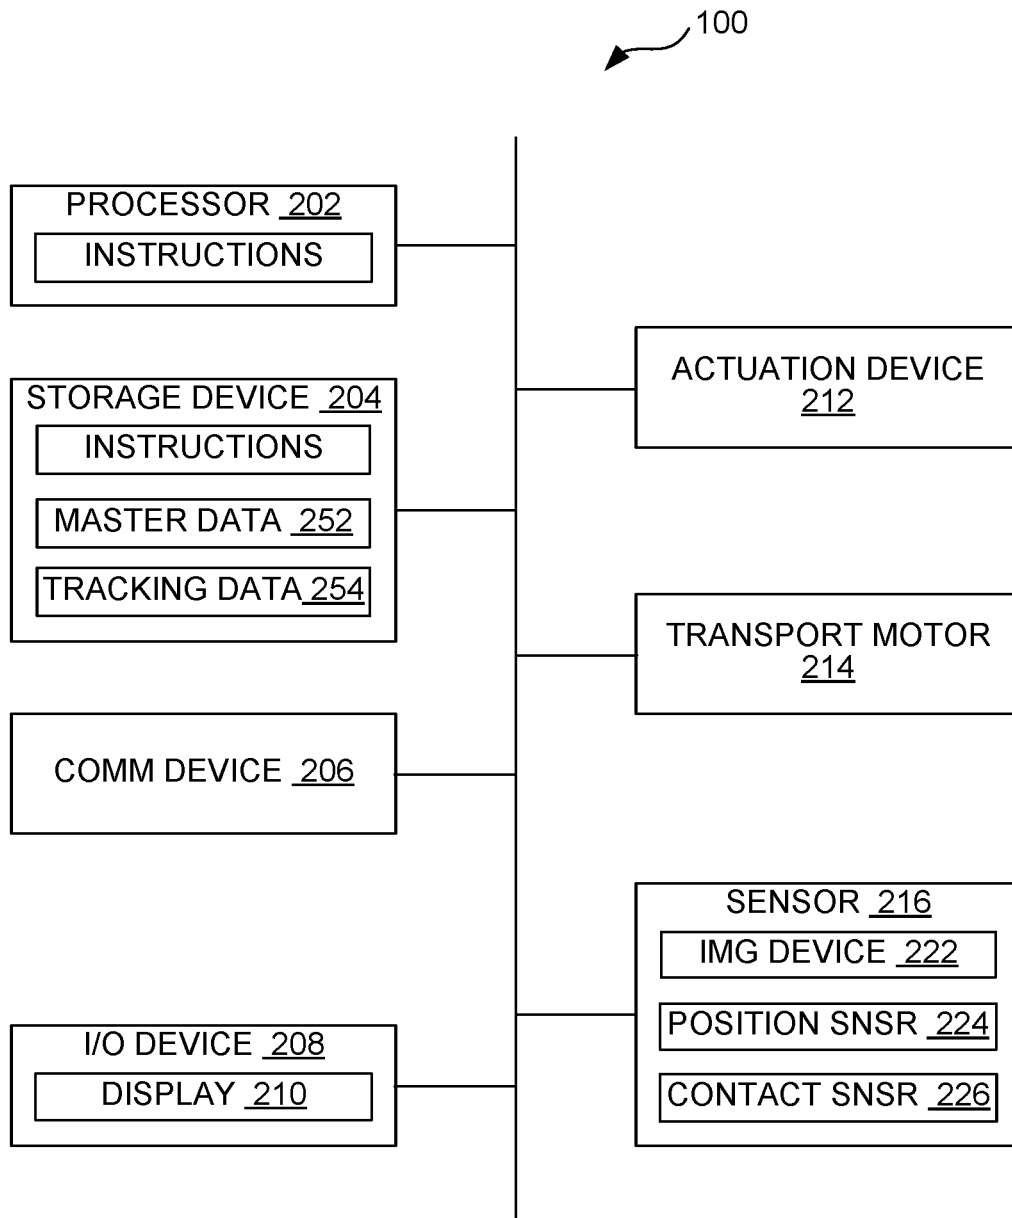 100
PROCESSOR 202
INSTRUCTIONS
STORAGE DEVICE 204
INSTRUCTIONS
MASTER DATA 252
TRACKING DATA 254
COMM DEVICE 206
I/O DEVICE 208
DISPLAY 210
ACTUATION DEVICE
212
TRANSPORT MOTOR
214
SENSOR 216
IMG DEVICE 222
POSITION SNSR 224
CONTACT SNSR 226